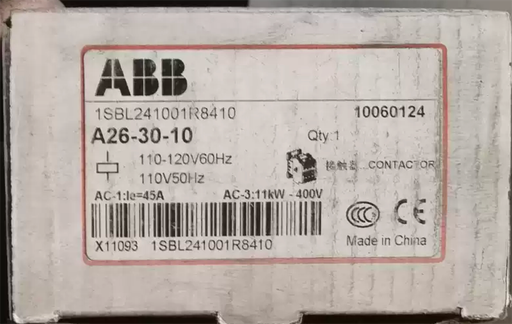 ABB
1SBL241001R8410 10060124
A26-30-10 Qty:1
110-120V60Hz
110V50Hz
接触器 CONTACTOR
AC-1:Ie=45A AC-3:11kW - 400V
CCC CE
X11093 1SBL241001R8410 Made in China